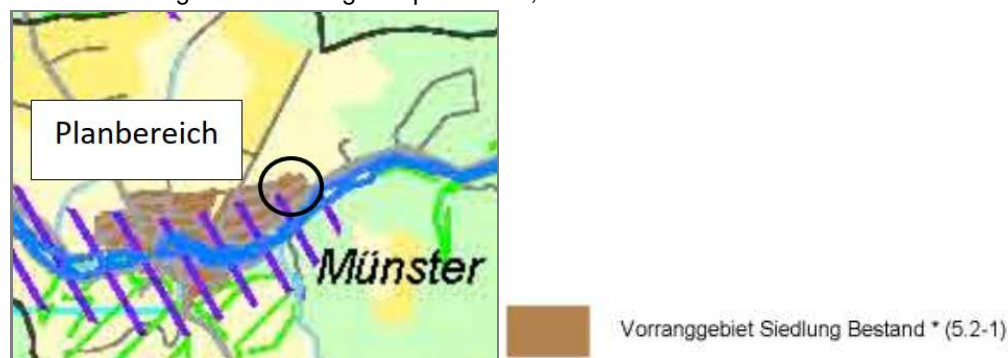 Planbereich
Münster
Vorranggebiet Siedlung Bestand * (5.2-1)